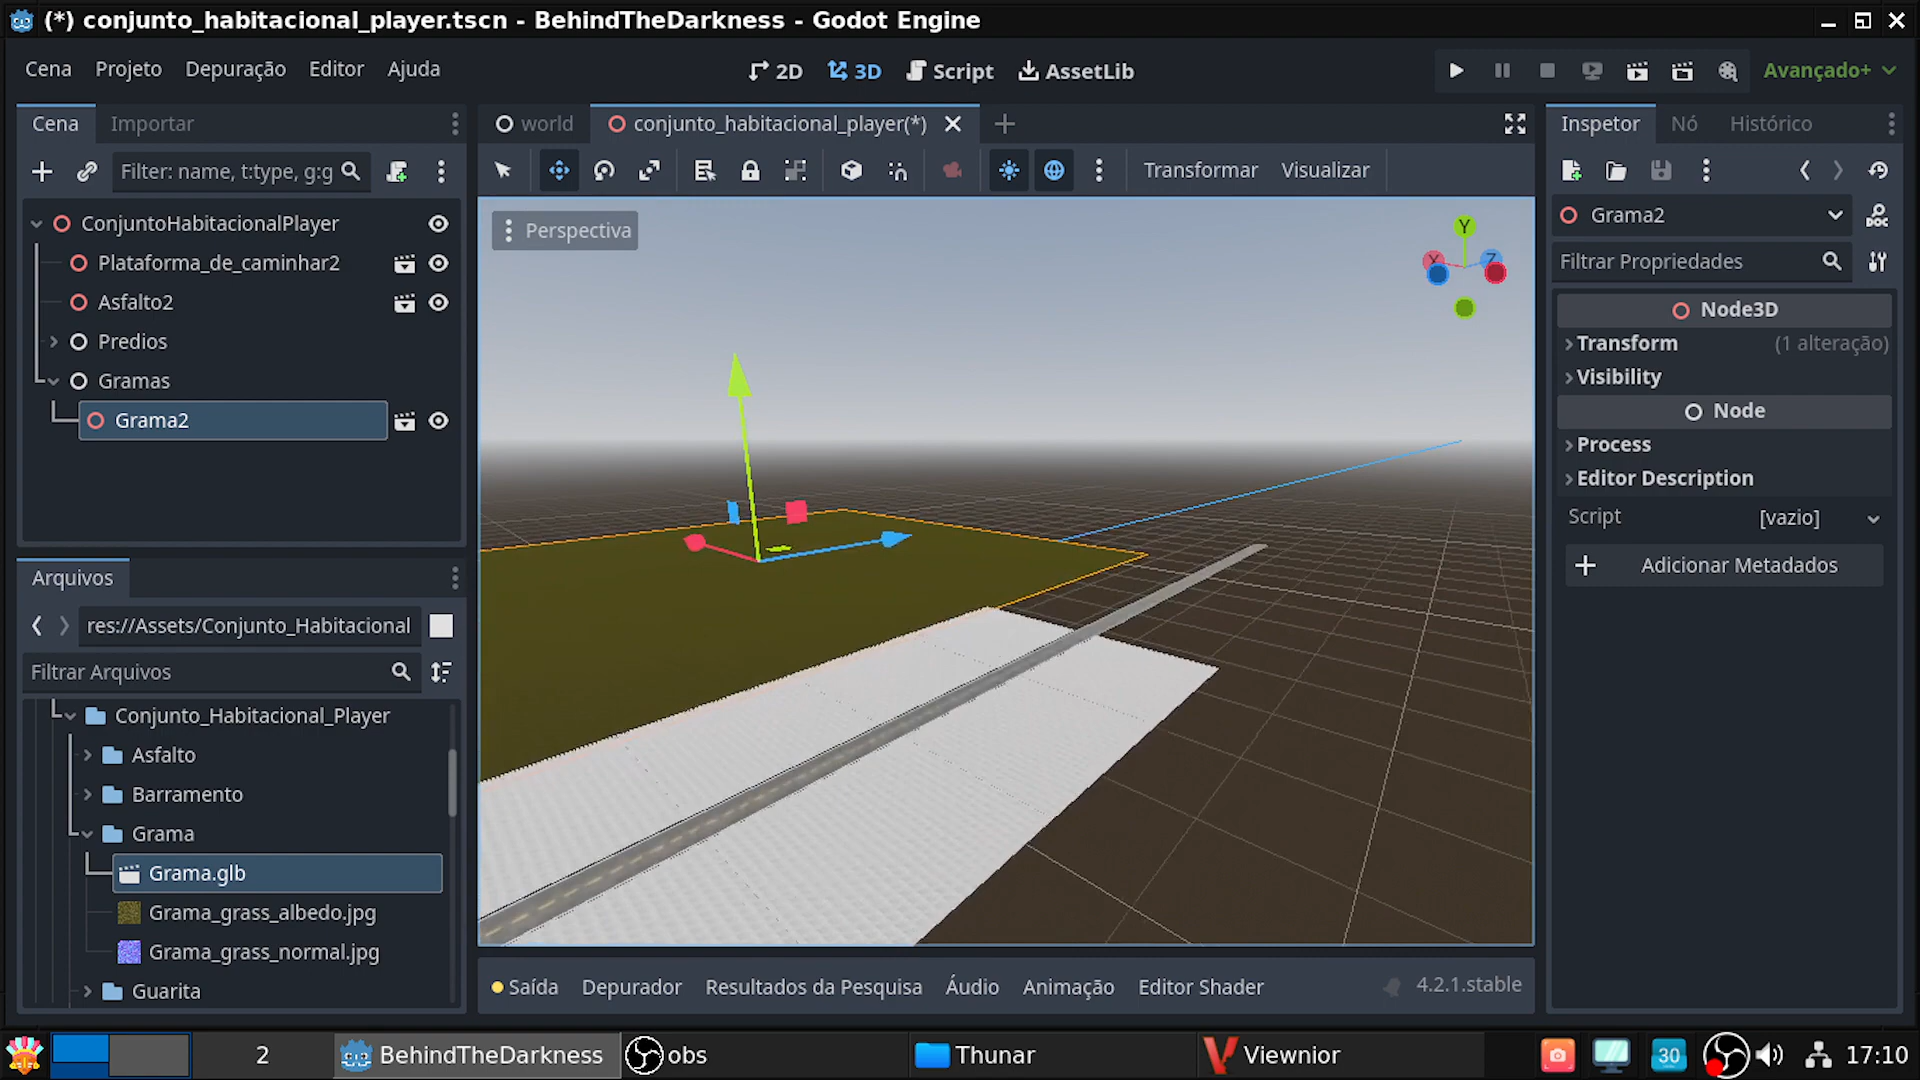 (*) conjunto_habitacional_player.tscn - BehindTheDarkness - Godot Engine
Cena Projeto Depuração Editor Ajuda
2D 3D Script AssetLib
Avançado+
Cena Importar
world conjunto_habitacional_player(*)
Inspetor Nó Histórico
Filter: name, t:type, g:g
Transformar Visualizar
ConjuntoHabitacionalPlayer
Plataforma_de_caminhar2
Asfalto2
Predios
Gramas
Grama2
Perspectiva
Y
X
Z
Grama2
Filtrar Propriedades
Node3D
Transform (1 alteração)
Visibility
Node
Process
Editor Description
Script [vazio]
Adicionar Metadados
Arquivos
res://Assets/Conjunto_Habitacional
Filtrar Arquivos
Conjunto_Habitacional_Player
Asfalto
Barramento
Grama
Grama.glb
Grama_grass_albedo.jpg
Grama_grass_normal.jpg
Guarita
Saída Depurador Resultados da Pesquisa Áudio Animação Editor Shader 4.2.1.stable
2 BehindTheDarkness obs Thunar Viewnior 30 17:10